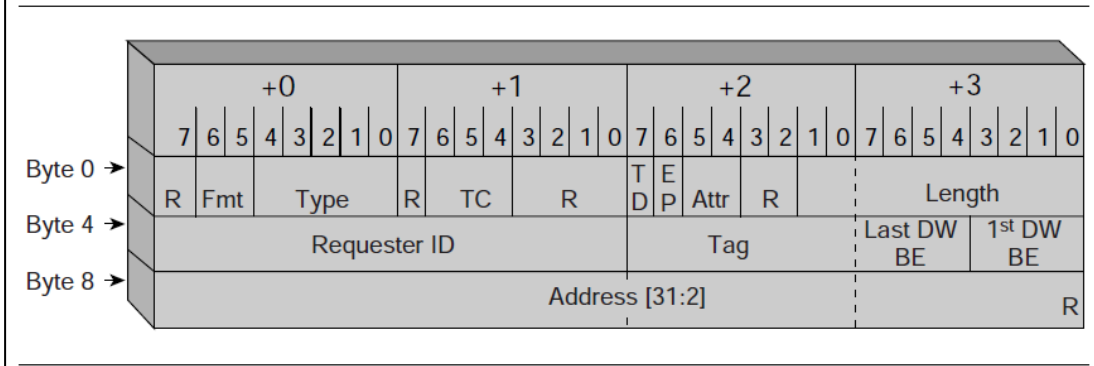 +0 +1 +2 +3
7 6 5 4 3 2 1 0 7 6 5 4 3 2 1 0 7 6 5 4 3 2 1 0 7 6 5 4 3 2 1 0
Byte 0 R Fmt Type R TC R TD EP Attr R Length
Byte 4 Requester ID Tag Last DW BE 1st DW BE
Byte 8 Address [31:2] R